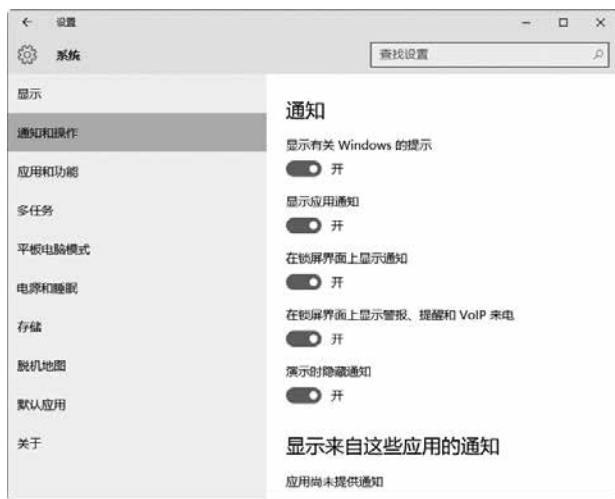 设置
系统
查找设置
显示
通知和操作
应用和功能
多任务
平板电脑模式
电源和睡眠
存储
脱机地图
默认应用
关于
通知
显示有关 Windows 的提示
开
显示应用通知
开
在锁屏界面上显示通知
开
在锁屏界面上显示警报、提醒和 VoIP 来电
开
演示时隐藏通知
开
显示来自这些应用的通知
应用尚未提供通知